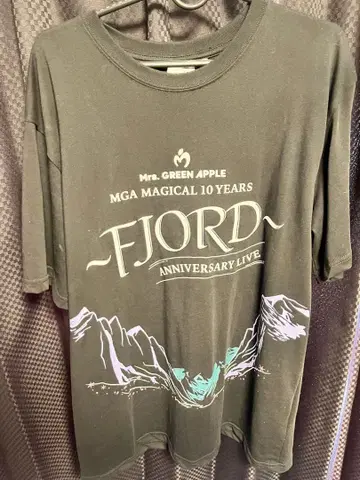 Mrs. GREEN APPLE
MGA MAGICAL 10 YEARS
~FJORD~
ANNIVERSARY LIVE